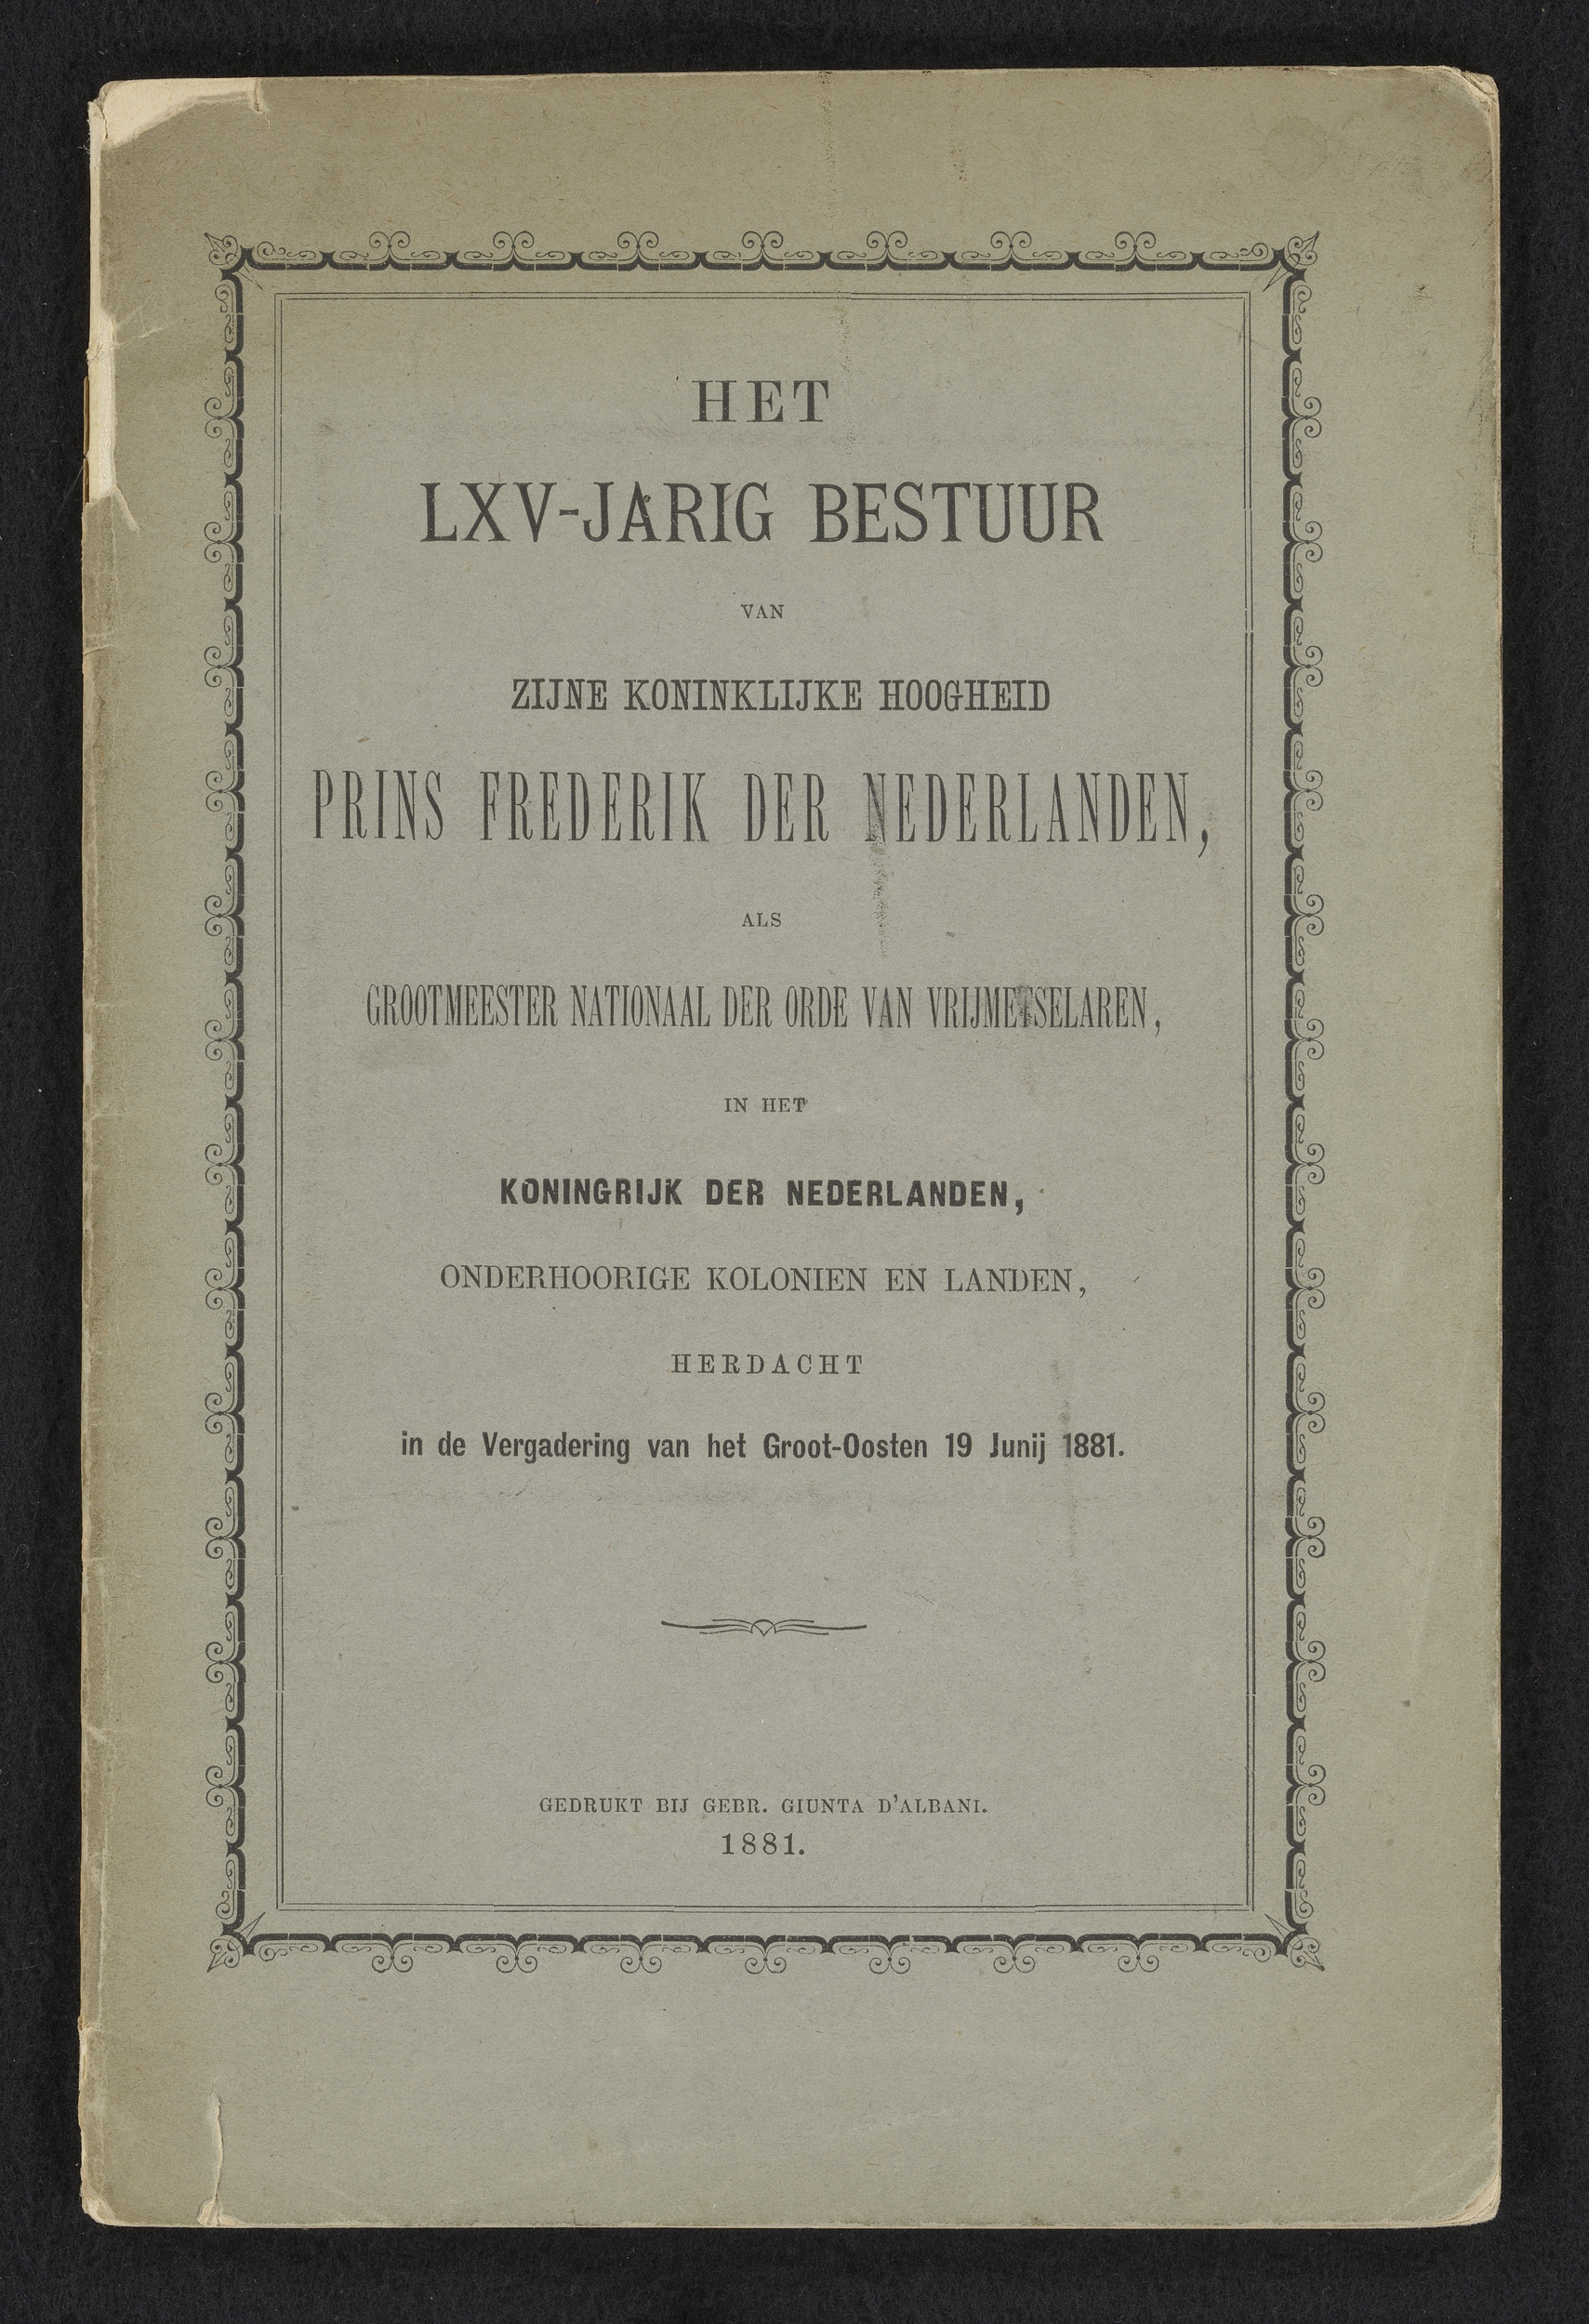 HET
LXV-JARIG BESTUUR
VAN
ZIJNE KONINKLIJKE HOOGHEID
PRINS FREDERIK DER NEDERLANDEN,
ALS
GROOTMEESTER NATIONAAL DER ORDE VAN VRIJMETSELAREN,
IN HET
KONINGRIJK DER NEDERLANDEN,
ONDERHOORIGE KOLONIEN EN LANDEN,
HERDACHT
in de Vergadering van het Groot-Oosten 19 Junij 1881.
GEDRUKT BIJ GEBR. GIUNTA D'ALBANI.
1881.